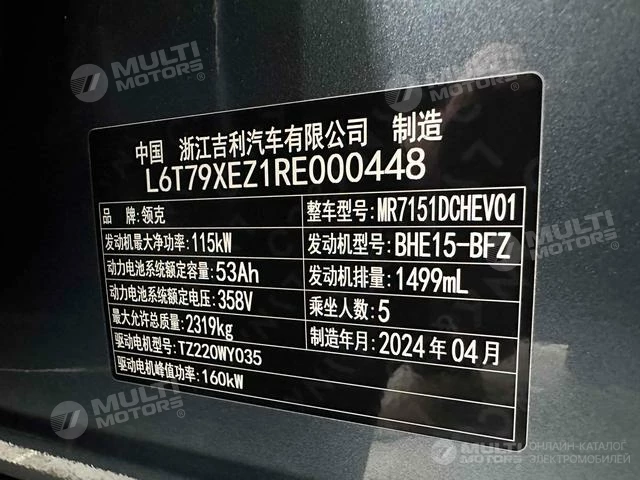 MULTI
MOTORS®
MULTI
MOTORS®
中国 浙江吉利汽车有限公司 制造
L6T79XEZ1RE000448
品 牌:领克
整车型号:MR7151DCHEV01
发动机最大净功率:115kW
发动机型号:BHE15-BFZ
动力电池系统额定容量:53Ah
发动机排量:1499mL
动力电池系统额定电压:358V
乘坐人数:5
最大允许总质量:2319kg
制造年月:2024年04月
驱动电机型号:TZ220WY035
驱动电机峰值功率:160kW
MULTI
MOTORS®
MULTI
MOTORS
ОНЛАЙН-КАТАЛОГ
ЭЛЕКТРОМОБИЛЕЙ